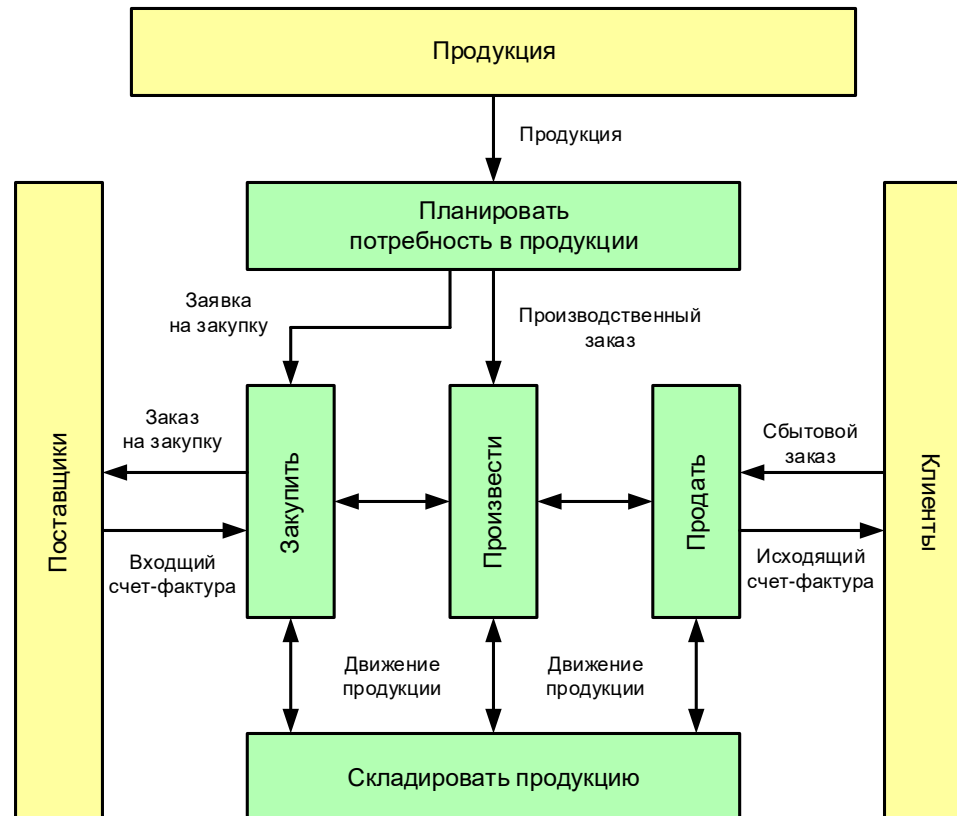 Продукция
Продукция
Планировать
потребность в продукции
Заявка
на закупку
Производственный
заказ
Поставщики
Заказ
на закупку
Входщий
счет-фактура
Закупить
Произвести
Продать
Сбытовой
заказ
Исходящий
счет-фактура
Клиенты
Движение
продукции
Движение
продукции
Складировать продукцию